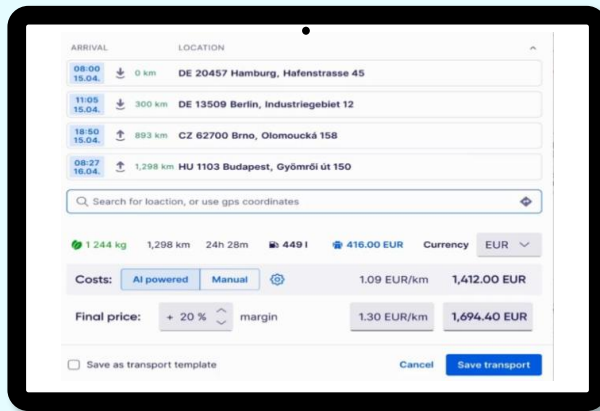 ARRIVAL LOCATION
08:00 15.04. 0 km DE 20457 Hamburg, Hafenstrasse 45
11:05 15.04. 300 km DE 13509 Berlin, Industriegebiet 12
18:50 15.04. 893 km CZ 62700 Brno, Olomoucká 158
08:27 16.04. 1,298 km HU 1103 Budapest, Gyömrői út 150
Search for loaction, or use gps coordinates
1 244 kg 1,298 km 24h 28m 449 l 416.00 EUR Currency EUR
Costs: AI powered Manual 1.09 EUR/km 1,412.00 EUR
Final price: + 20 % margin 1.30 EUR/km 1,694.40 EUR
Save as transport template Cancel Save transport